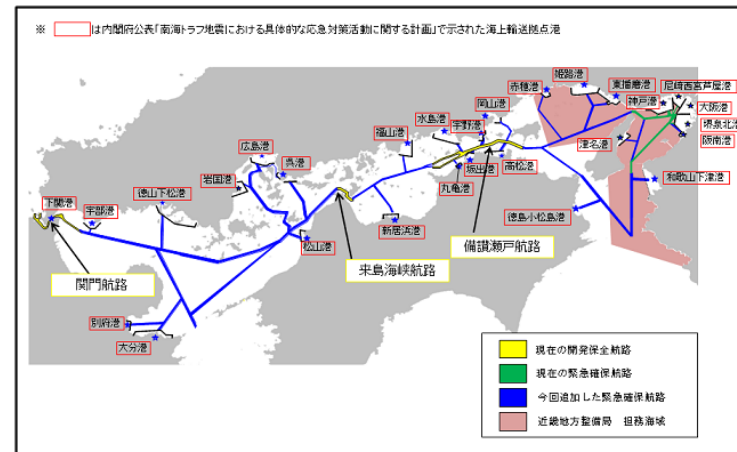 ※ は内閣府公表「南海トラフ地震における具体的な応急対策活動に関する計画」で示された海上輸送拠点港
姫路港
赤穂港
東播磨港
尼崎西宮芦屋港
神戸港
大阪港
堺泉北港
阪南港
岡山港
水島港
宇野港
福山港
津名港
広島港
呉港
坂出港
高松港
丸亀港
和歌山下津港
岩国港
徳山下松港
下関港
宇部港
徳島小松島港
新居浜港
松山港
備讃瀬戸航路
来島海峡航路
関門航路
別府港
大分港
現在の開発保全航路
現在の緊急確保航路
今回追加した緊急確保航路
近畿地方整備局 担務海域